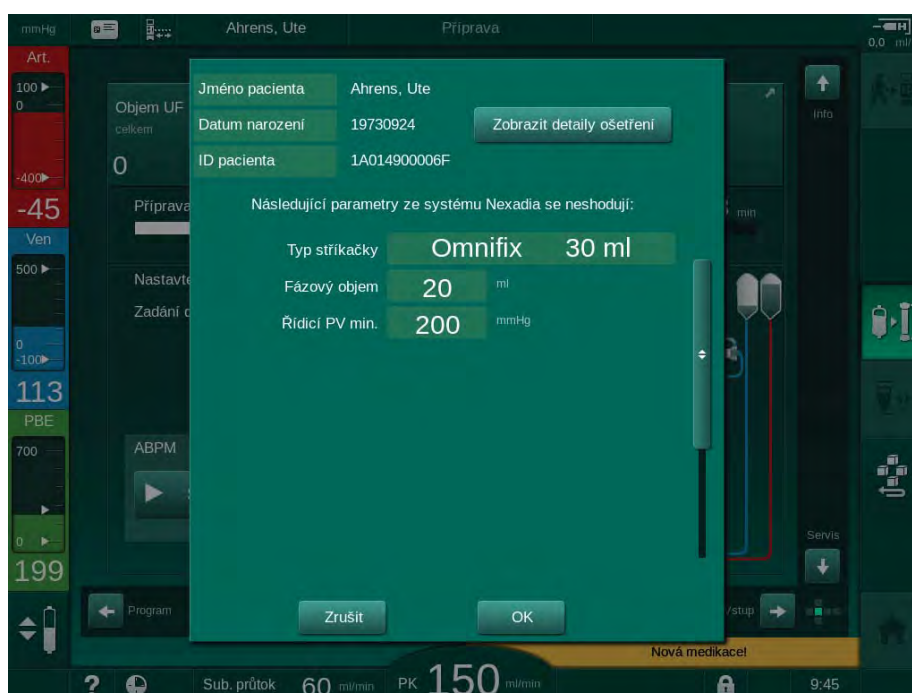 mmHg
Ahrens, Ute
Příprava
0,0 ml/
Art.
100
0
-400
-45
Ven
500
0
-100
113
PBE
700
0
199
Objem UF
celkem
0
Příprava
min
Nastavte
Zadání
ABPM
Jméno pacienta Ahrens, Ute
Datum narození 19730924 Zobrazit detaily ošetření
ID pacienta 1A014900006F
Následující parametry ze systému Nexadia se neshodují:
Typ stříkačky Omnifix 30 ml
Fázový objem 20 ml
Řídicí PV min. 200 mmHg
Zrušit OK
Info
Servis
Program
/stup
Nová medikace!
? Sub. průtok 60 ml/min PK 150 ml/min 9:45